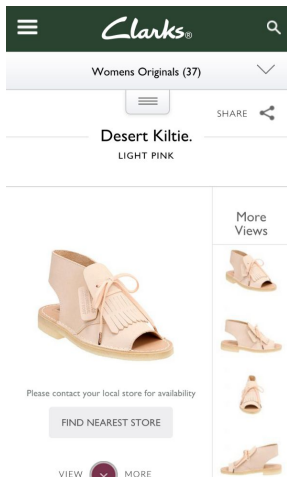 Clarks®
Womens Originals (37)
SHARE
Desert Kiltie.
LIGHT PINK
More
Views
Please contact your local store for availability
FIND NEAREST STORE
VIEW MORE